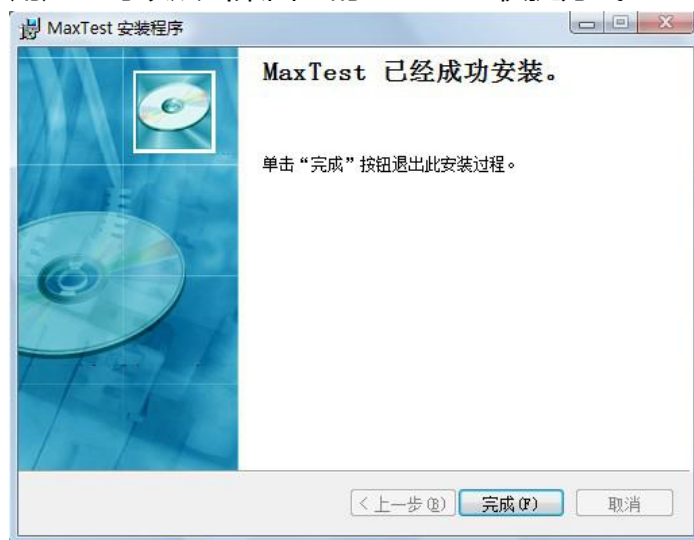 MaxTest 安装程序
MaxTest 已经成功安装。
单击“完成”按钮退出此安装过程。
<上一步(B)
完成(F)
取消